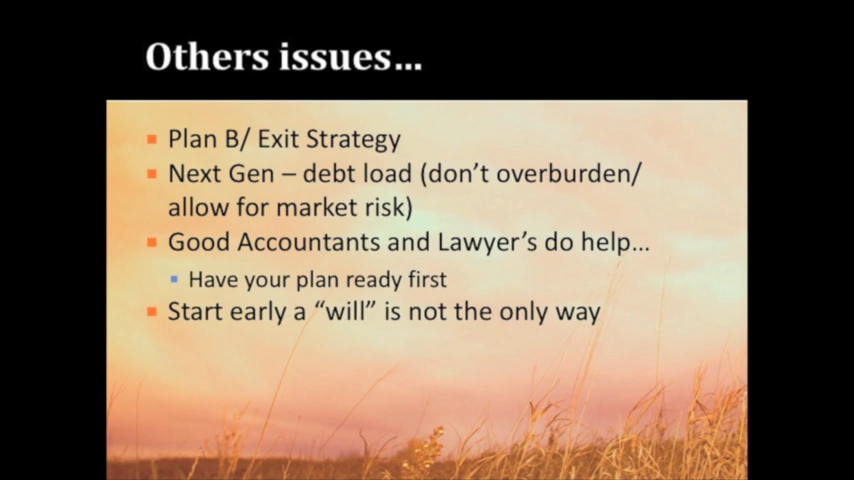 Others issues...
Plan B/ Exit Strategy
Next Gen – debt load (don't overburden/
allow for market risk)
Good Accountants and Lawyer's do help...
Have your plan ready first
Start early a “will” is not the only way